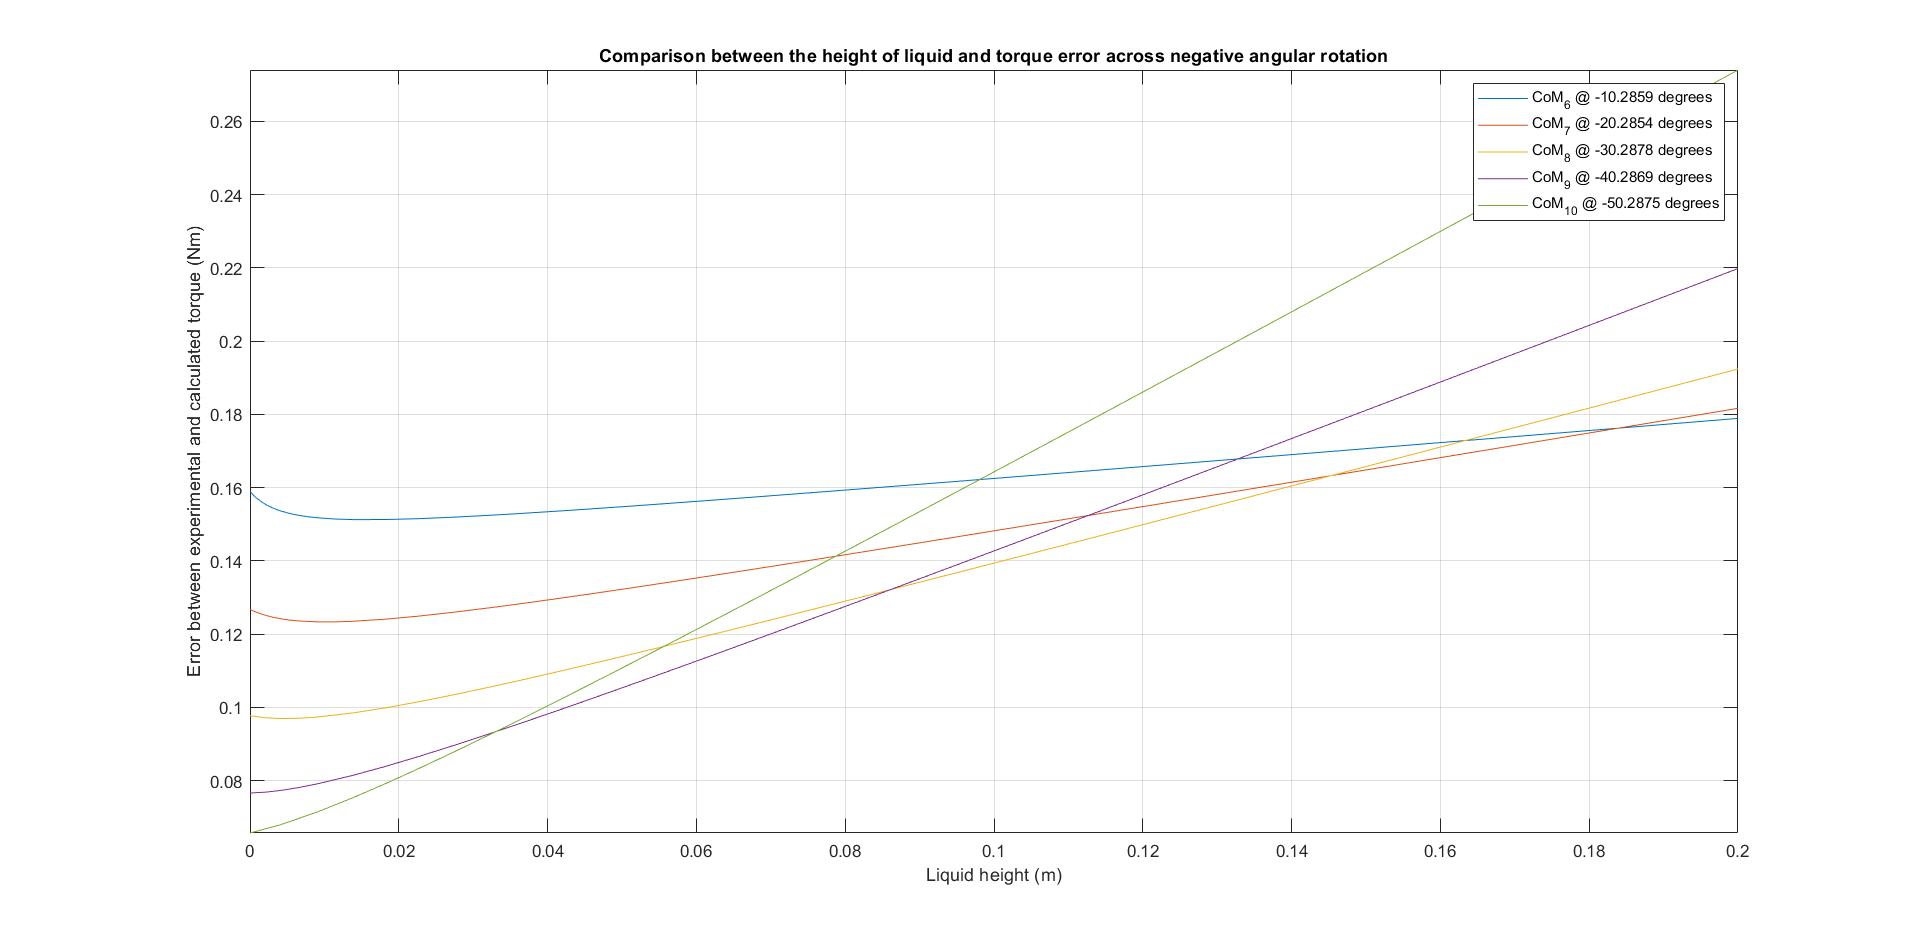 Comparison between the height of liquid and torque error across negative angular rotation
CoM6 @ -10.2859 degrees
CoM7 @ -20.2854 degrees
CoM8 @ -30.2878 degrees
CoM9 @ -40.2869 degrees
CoM10 @ -50.2875 degrees
Error between experimental and calculated torque (Nm)
0.26
0.24
0.22
0.2
0.18
0.16
0.14
0.12
0.1
0.08
0 0.02 0.04 0.06 0.08 0.1 0.12 0.14 0.16 0.18 0.2
Liquid height (m)